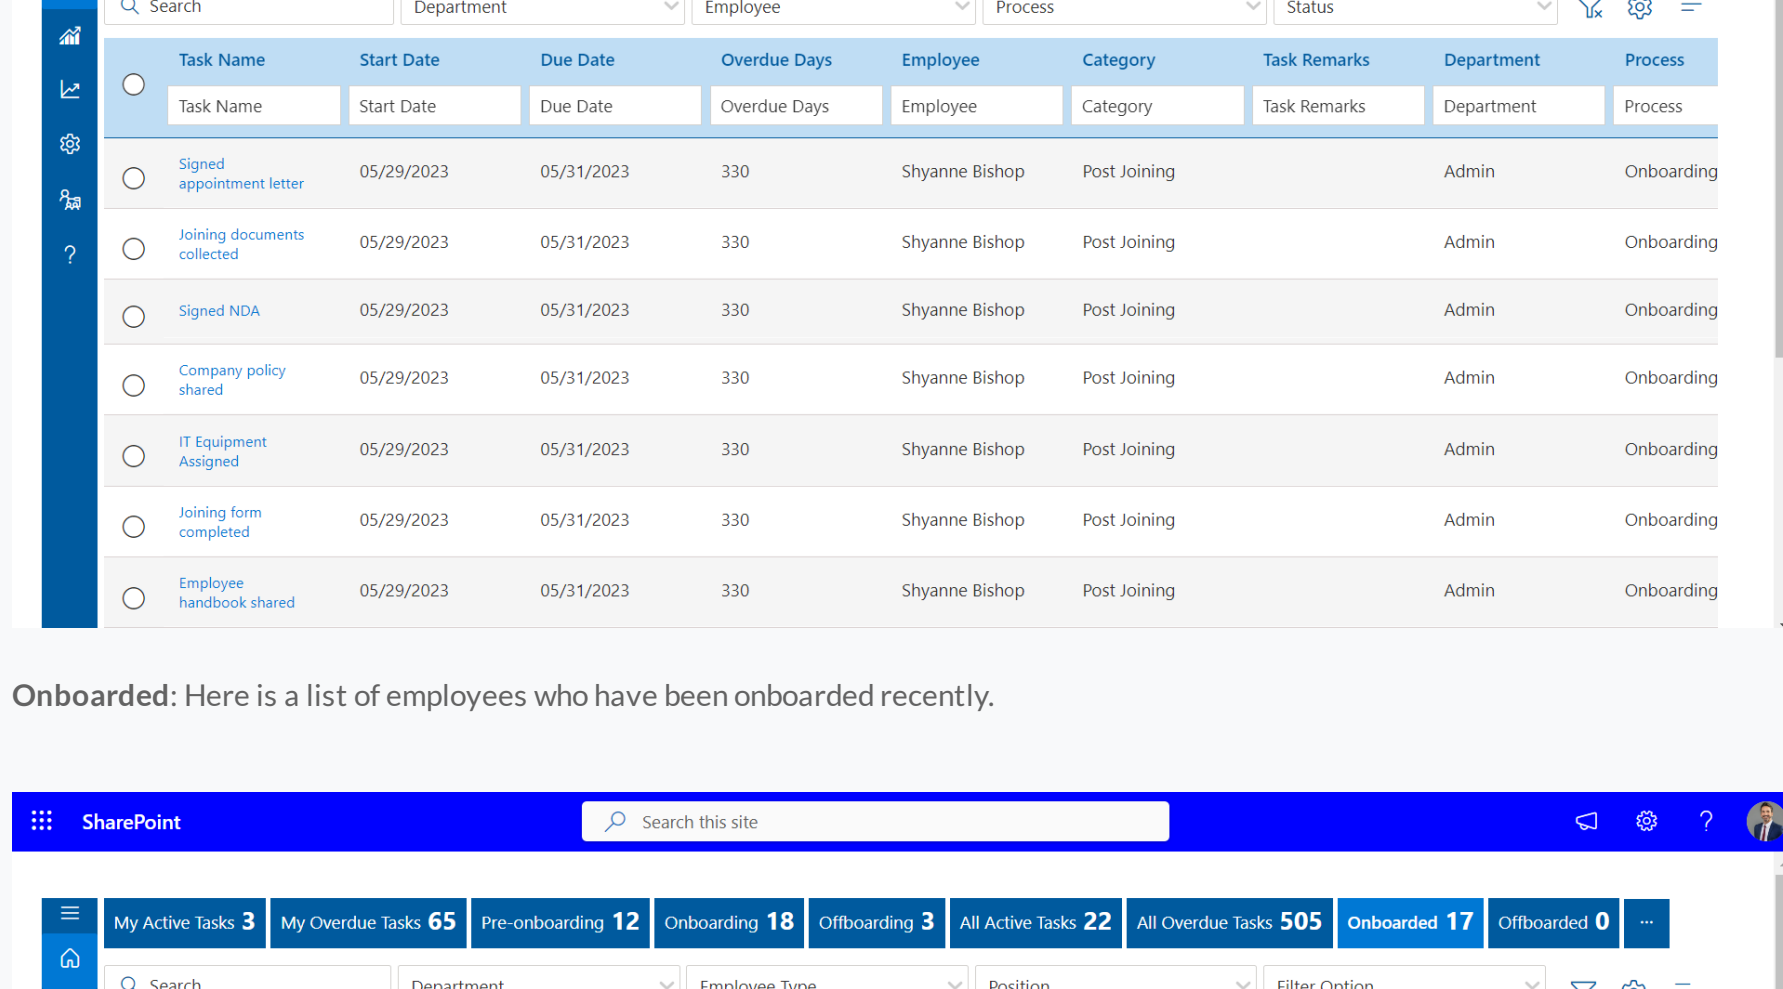 Search Department Employee Process Status
Task Name Start Date Due Date Overdue Days Employee Category Task Remarks Department Process
Task Name Start Date Due Date Overdue Days Employee Category Task Remarks Department Process
Signed appointment letter 05/29/2023 05/31/2023 330 Shyanne Bishop Post Joining Admin Onboarding
Joining documents collected 05/29/2023 05/31/2023 330 Shyanne Bishop Post Joining Admin Onboarding
Signed NDA 05/29/2023 05/31/2023 330 Shyanne Bishop Post Joining Admin Onboarding
Company policy shared 05/29/2023 05/31/2023 330 Shyanne Bishop Post Joining Admin Onboarding
IT Equipment Assigned 05/29/2023 05/31/2023 330 Shyanne Bishop Post Joining Admin Onboarding
Joining form completed 05/29/2023 05/31/2023 330 Shyanne Bishop Post Joining Admin Onboarding
Employee handbook shared 05/29/2023 05/31/2023 330 Shyanne Bishop Post Joining Admin Onboarding
Onboarded: Here is a list of employees who have been onboarded recently.
SharePoint Search this site
My Active Tasks 3 My Overdue Tasks 65 Pre-onboarding 12 Onboarding 18 Offboarding 3 All Active Tasks 22 All Overdue Tasks 505 Onboarded 17 Offboarded 0 ...
Search Department Employee Type Position Filter Option